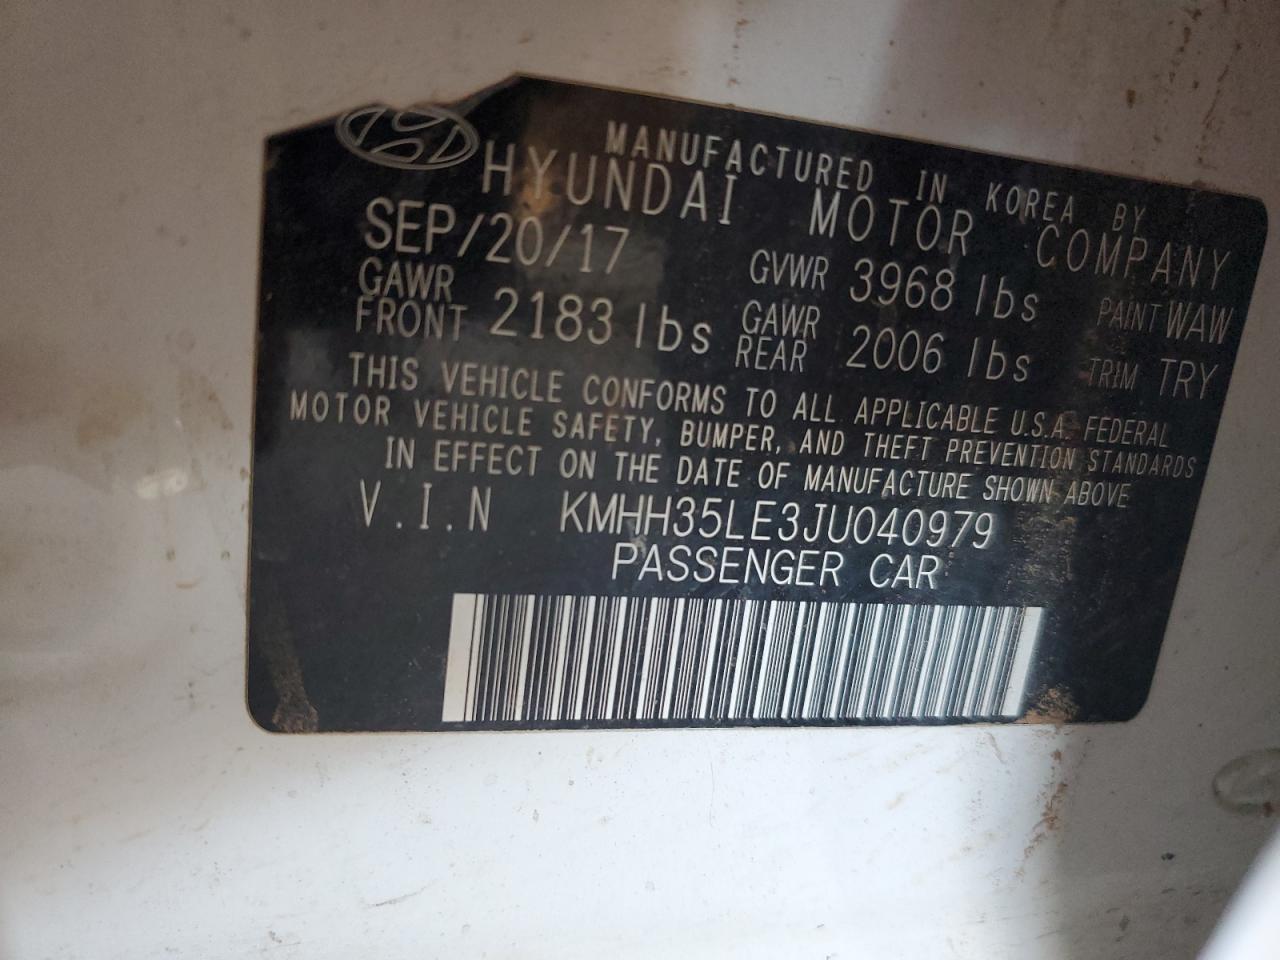 MANUFACTURED IN KOREA BY
HYUNDAI MOTOR COMPANY
SEP/20/17 GVWR 3968 lbs PAINT WAW
GAWR FRONT 2183 lbs GAWR REAR 2006 lbs TRIM TRY
THIS VEHICLE CONFORMS TO ALL APPLICABLE U.S.A. FEDERAL
MOTOR VEHICLE SAFETY, BUMPER, AND THEFT PREVENTION STANDARDS
IN EFFECT ON THE DATE OF MANUFACTURE SHOWN ABOVE
V.I.N KMHH35LE3JU040979
PASSENGER CAR